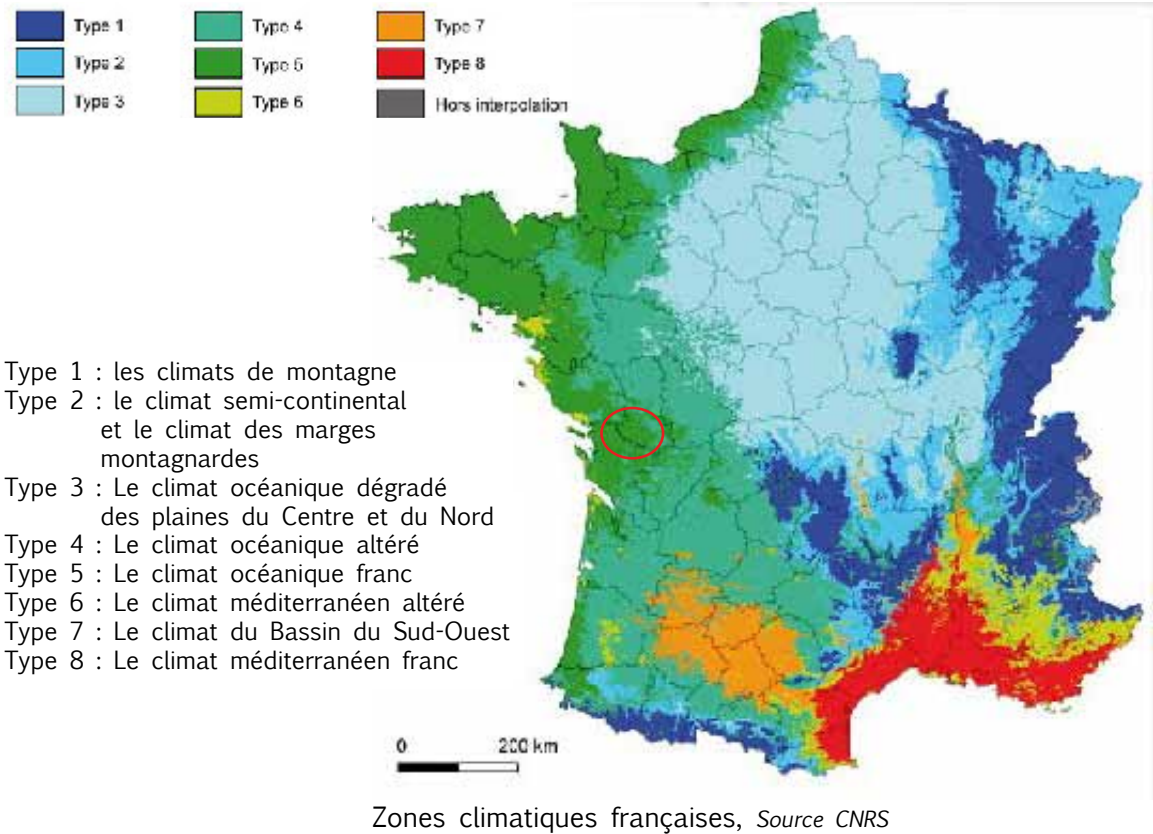 Type 1
Type 2
Type 3
Type 4
Type 5
Type 6
Type 7
Type 8
Hors interpolation
Type 1 : les climats de montagne
Type 2 : le climat semi-continental
et le climat des marges
montagnardes
Type 3 : Le climat océanique dégradé
des plaines du Centre et du Nord
Type 4 : Le climat océanique altéré
Type 5 : Le climat océanique franc
Type 6 : Le climat méditerranéen altéré
Type 7 : Le climat du Bassin du Sud-Ouest
Type 8 : Le climat méditerranéen franc
0 200 km
Zones climatiques françaises, Source CNRS